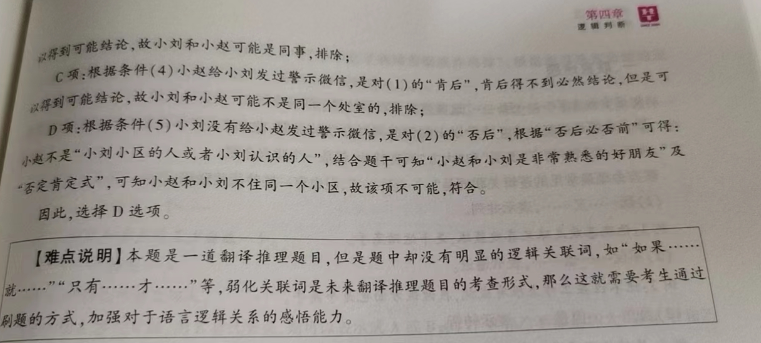 第四章
逻辑判断
以得到可能结论,故小刘和小赵可能是同事,排除;
C项:根据条件(4)小赵给小刘发过警示微信,是对(1)的“肯后”,肯后得不到必然结论,但是可
以得到可能结论,故小刘和小赵可能不是同一个处室的,排除;
D项:根据条件(5)小刘没有给小赵发过警示微信,是对(2)的“否后”,根据“否后必否前”可得:
小赵不是“小刘小区的人或者小刘认识的人”,结合题干可知“小赵和小刘是非常熟悉的好朋友”及
“否定肯定式”,可知小赵和小刘不住同一个小区,故该项不可能,符合。
因此,选择D选项。
【难点说明】本题是一道翻译推理题目,但是题中却没有明显的逻辑关联词,如“如果……
就……”“只有……才……”等,弱化关联词是未来翻译推理题目的考查形式,那么这就需要考生通过
刷题的方式,加强对于语言逻辑关系的感悟能力。